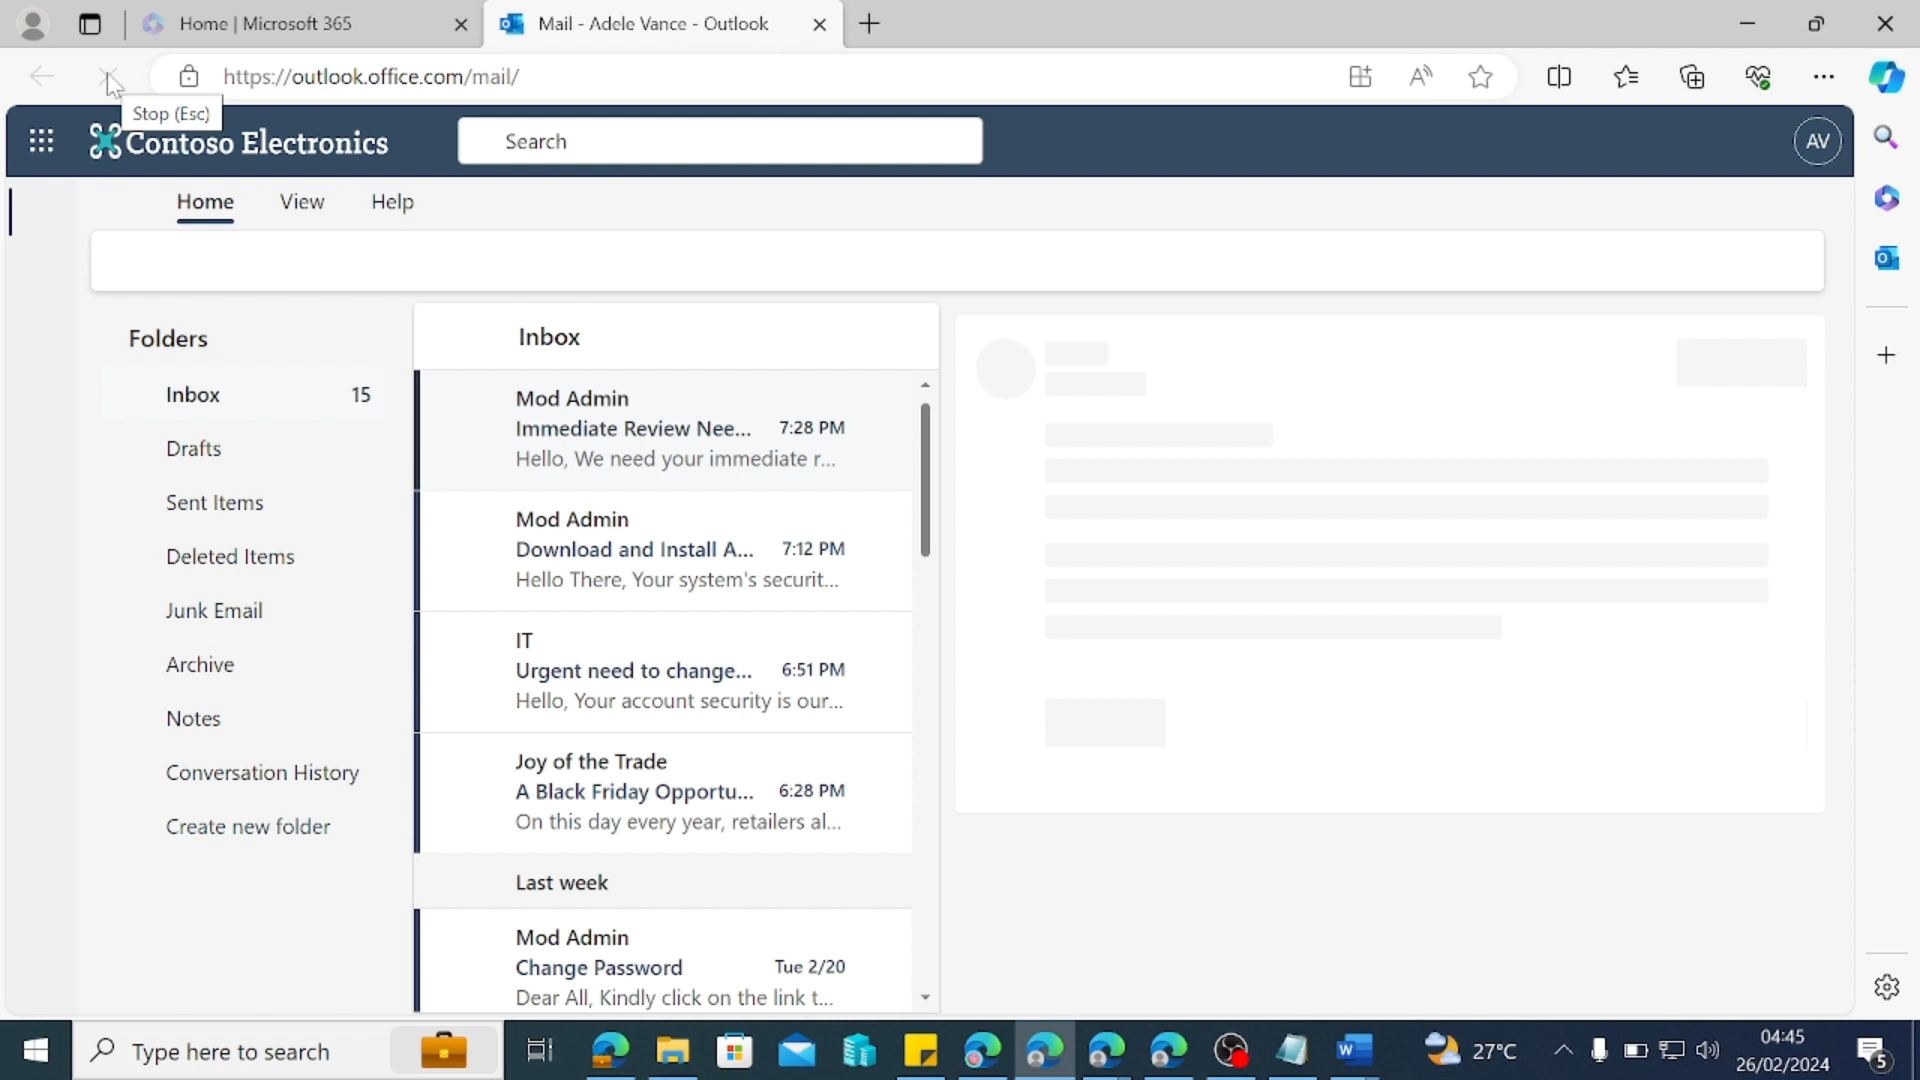 Home | Microsoft 365
Mail - Adele Vance - Outlook
https://outlook.office.com/mail/
Stop (Esc)
Contoso Electronics
Search
AV
Home
View
Help
Folders
Inbox 15
Drafts
Sent Items
Deleted Items
Junk Email
Archive
Notes
Conversation History
Create new folder
Inbox
Mod Admin
Immediate Review Nee... 7:28 PM
Hello, We need your immediate r...
Mod Admin
Download and Install A... 7:12 PM
Hello There, Your system's securit...
IT
Urgent need to change... 6:51 PM
Hello, Your account security is our...
Joy of the Trade
A Black Friday Opportu... 6:28 PM
On this day every year, retailers al...
Last week
Mod Admin
Change Password Tue 2/20
Dear All, Kindly click on the link t...
Type here to search
27°C
04:45
26/02/2024
5